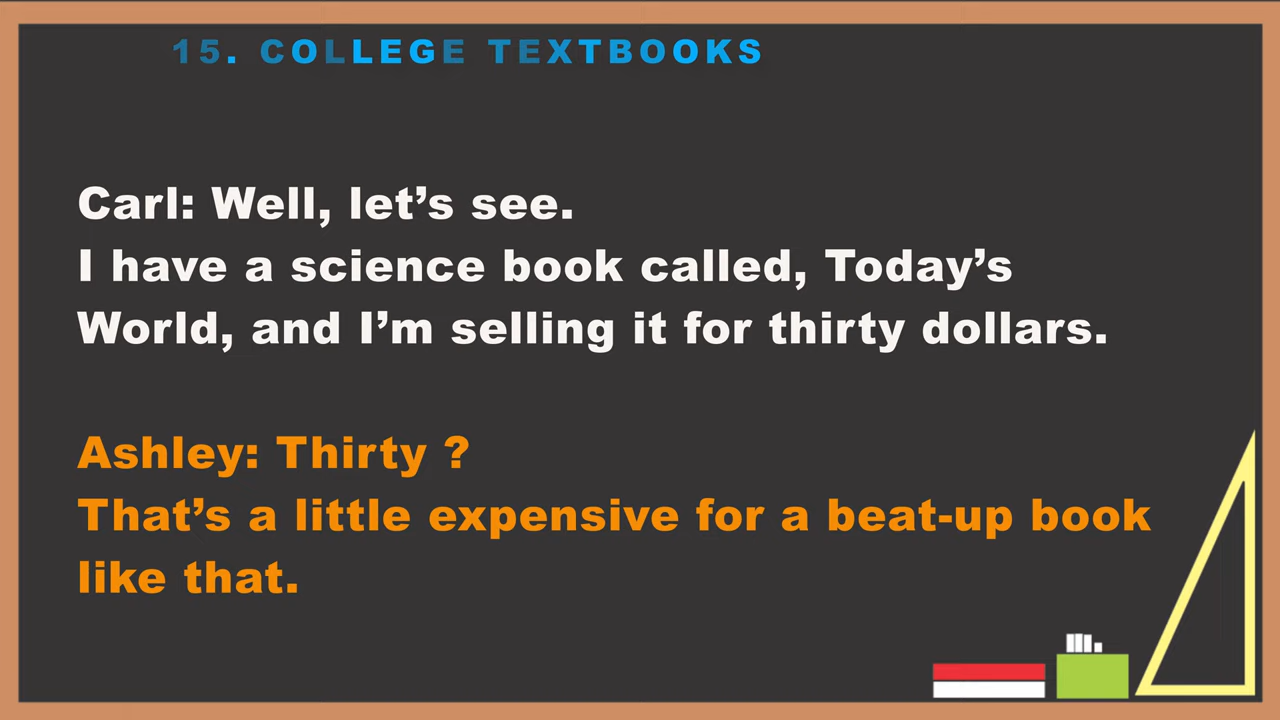 15. COLLEGE TEXTBOOKS
Carl: Well, let’s see.
I have a science book called, Today’s
World, and I’m selling it for thirty dollars.
Ashley: Thirty ?
That’s a little expensive for a beat-up book
like that.